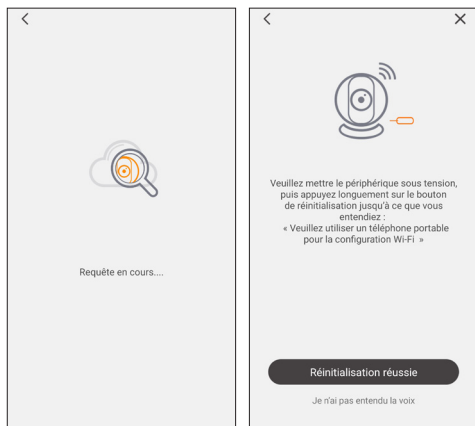 Requête en cours....
Veuillez mettre le périphérique sous tension,
puis appuyez longuement sur le bouton
de réinitialisation jusqu'à ce que vous
entendiez :
« Veuillez utiliser un téléphone portable
pour la configuration Wi-Fi »
Réinitialisation réussie
Je n'ai pas entendu la voix